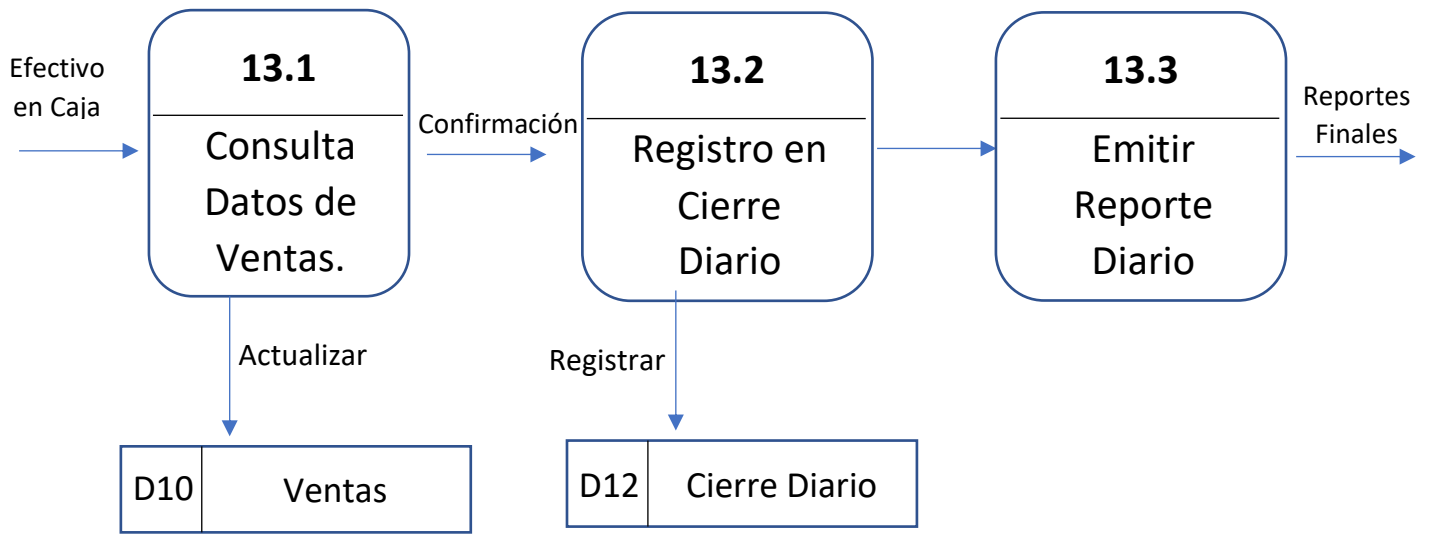 Efectivo
en Caja
13.1
Consulta
Datos de
Ventas.
Confirmación
13.2
Registro en
Cierre
Diario
13.3
Emitir
Reporte
Diario
Reportes
Finales
Actualizar
Registrar
D10
Ventas
D12
Cierre Diario